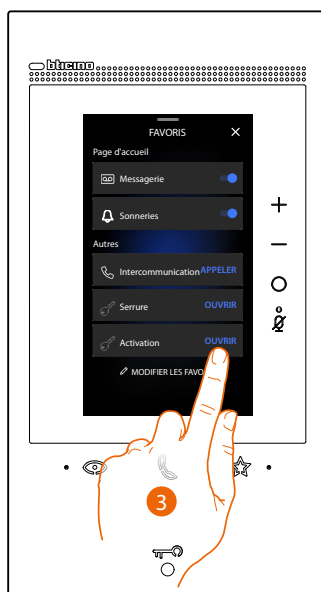 bticino
FAVORIS
Page d'accueil
Messagerie
Sonneries
Autres
Intercommunication APPELER
Serrure OUVRIR
Activation OUVRIR
MODIFIER LES FAVO
3